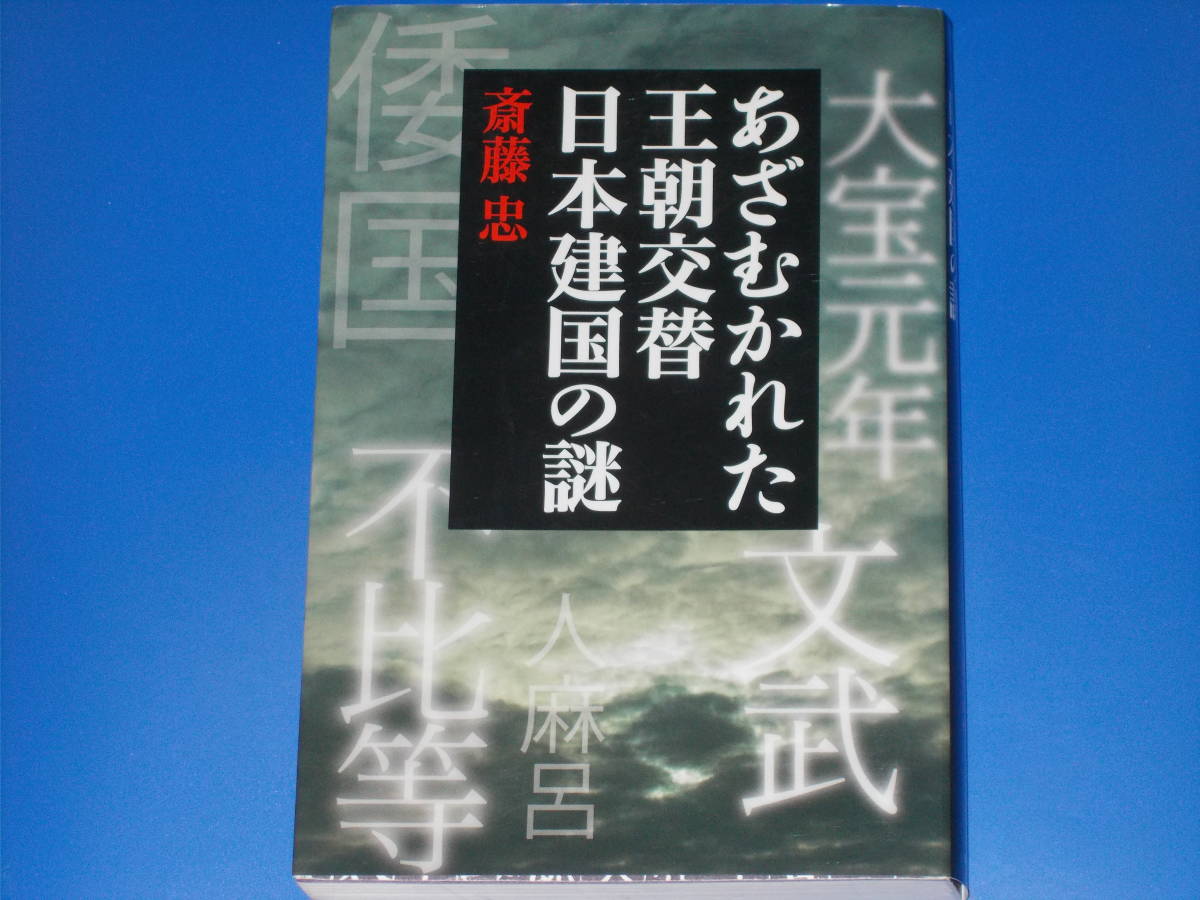 あざむかれた
王朝交替
日本建国の謎
斎藤 忠
大宝元年
文武
倭国
不比等
人麻呂